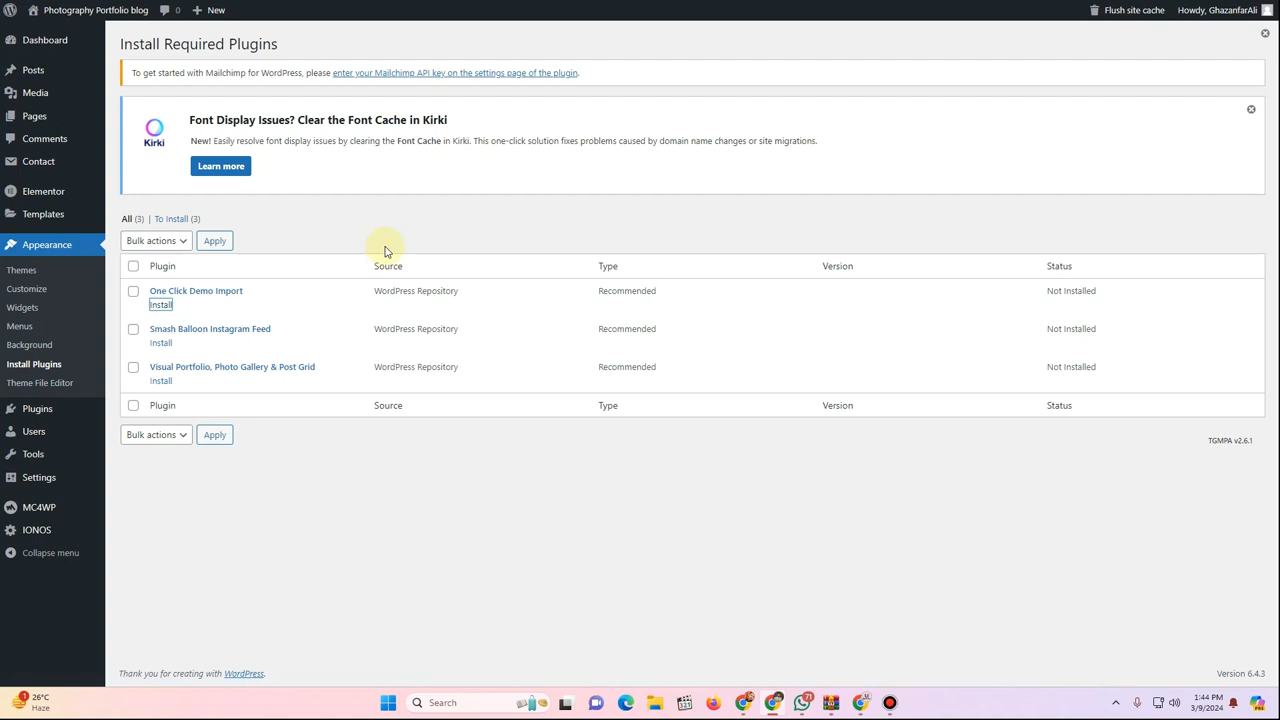 Photography Portfolio blog 0 New Flush site cache Howdy, GhazanfarAli
Dashboard
Posts
Media
Pages
Comments
Contact
Elementor
Templates
Appearance
Themes
Customize
Widgets
Menus
Background
Install Plugins
Theme File Editor
Plugins
Users
Tools
Settings
MC4WP
IONOS
Collapse menu
Install Required Plugins
To get started with Mailchimp for WordPress, please enter your Mailchimp API key on the settings page of the plugin.
Kirki
Font Display Issues? Clear the Font Cache in Kirki
New! Easily resolve font display issues by clearing the Font Cache in Kirki. This one-click solution fixes problems caused by domain name changes or site migrations.
Learn more
All (3) | To Install (3)
Bulk actions Apply
Plugin Source Type Version Status
One Click Demo Import WordPress Repository Recommended Not Installed
Install
Smash Balloon Instagram Feed WordPress Repository Recommended Not Installed
Install
Visual Portfolio, Photo Gallery & Post Grid WordPress Repository Recommended Not Installed
Install
Plugin Source Type Version Status
Bulk actions Apply
TGMPA v2.6.1
Thank you for creating with WordPress. Version 6.4.3
1 26°C
Haze
Search
71
1:44 PM
3/9/2024